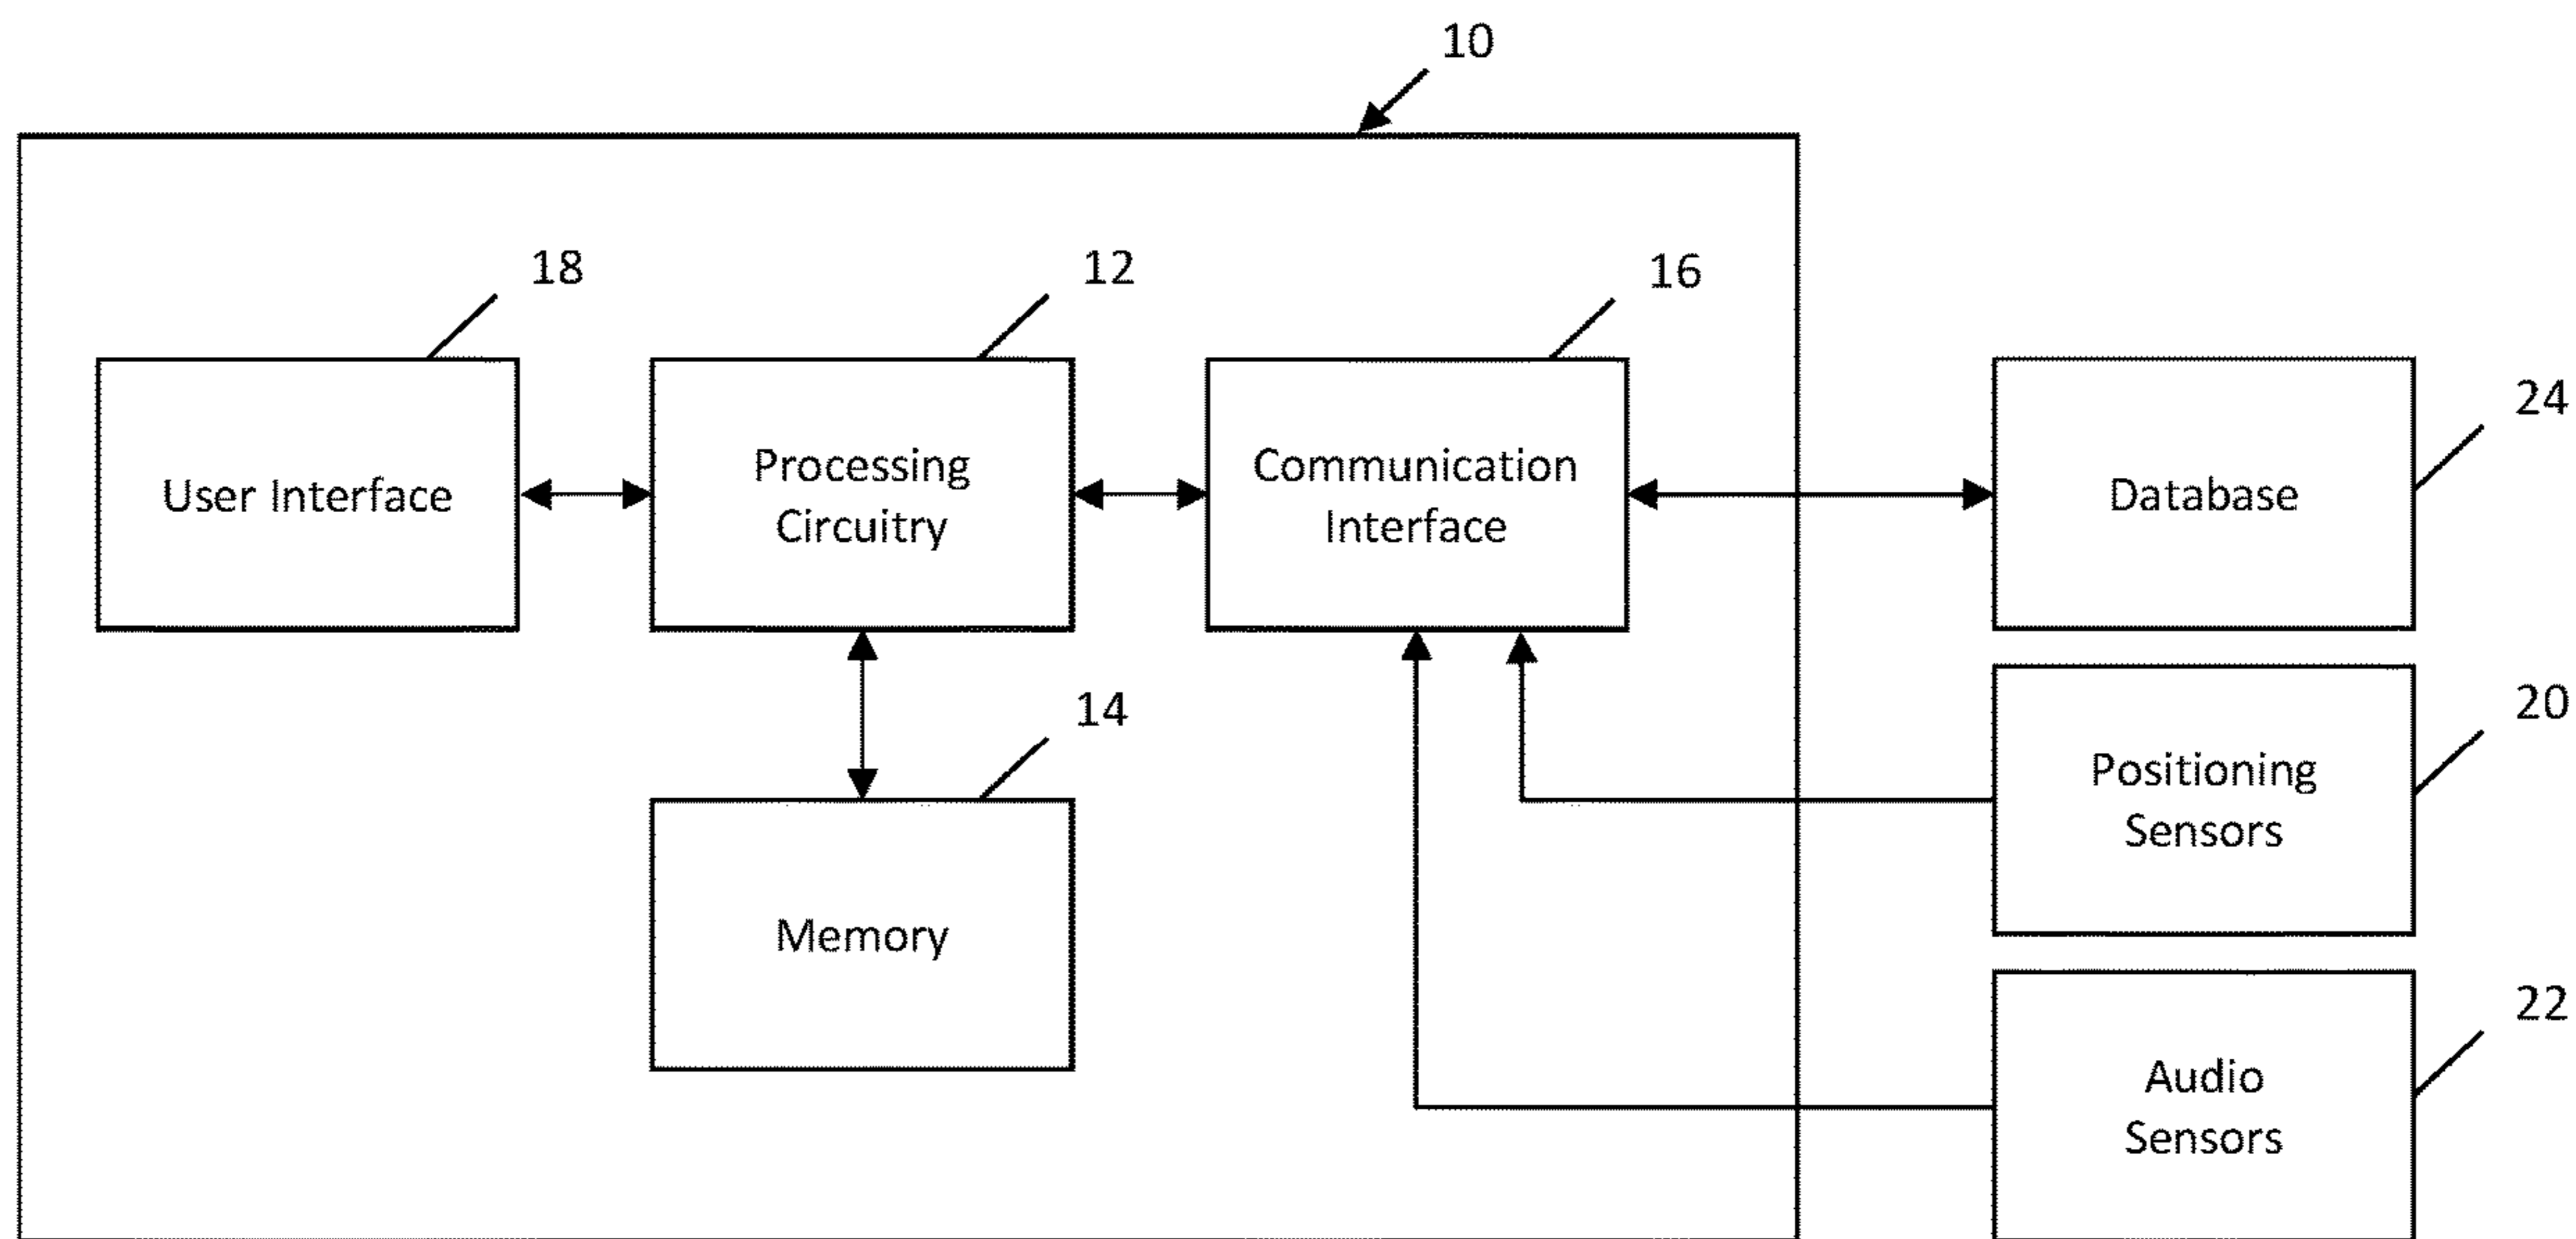 10
18
12
16
User Interface
Processing
Circuitry
Communication
Interface
Database
24
14
Memory
Positioning
Sensors
20
Audio
Sensors
22